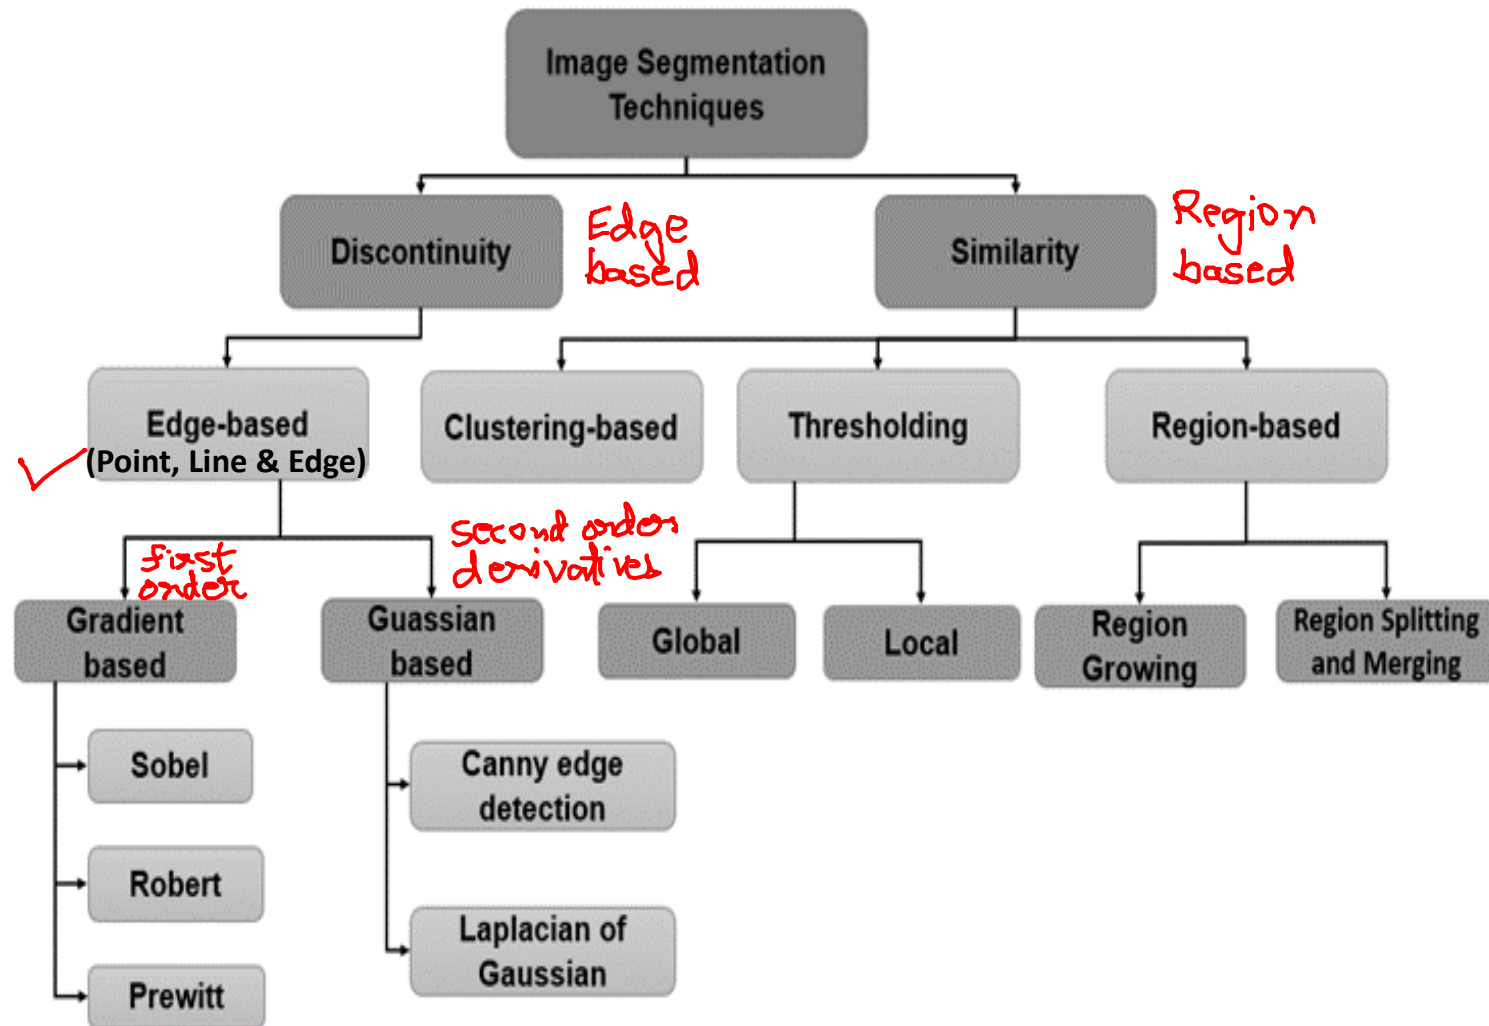 Image Segmentation
Techniques
Discontinuity
Edge
based
Similarity
Region
based
Edge-based
(Point, Line & Edge)
Clustering-based
Thresholding
Region-based
first
order
second order
derivatives
Gradient
based
Guassian
based
Global
Local
Region
Growing
Region Splitting
and Merging
Sobel
Robert
Prewitt
Canny edge
detection
Laplacian of
Gaussian